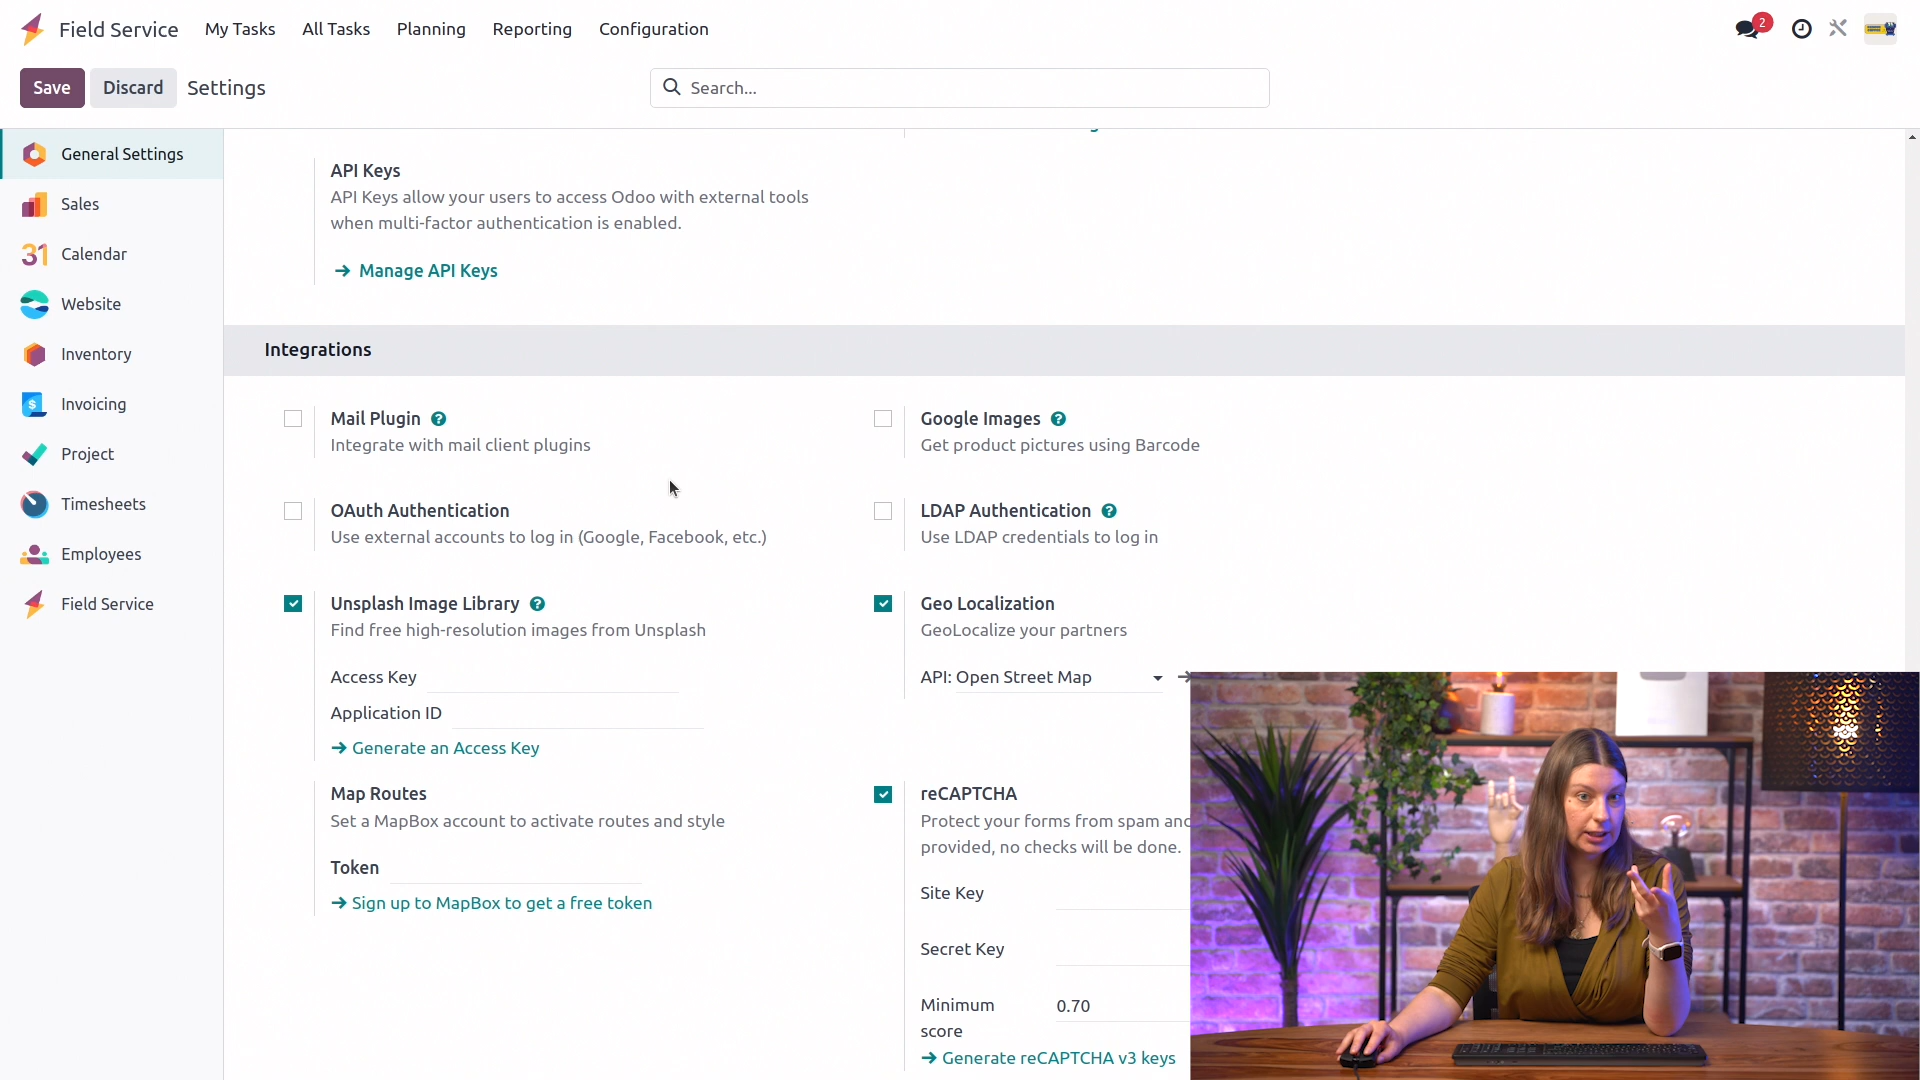 Field Service
My Tasks
All Tasks
Planning
Reporting
Configuration
2
Save
Discard
Settings
Search...
General Settings
Sales
31
Calendar
Website
Inventory
$
Invoicing
Project
Timesheets
Employees
Field Service
API Keys
API Keys allow your users to access Odoo with external tools
when multi-factor authentication is enabled.
Manage API Keys
Integrations
Mail Plugin ?
Integrate with mail client plugins
Google Images ?
Get product pictures using Barcode
OAuth Authentication
Use external accounts to log in (Google, Facebook, etc.)
LDAP Authentication ?
Use LDAP credentials to log in
Unsplash Image Library ?
Find free high-resolution images from Unsplash
Access Key
Application ID
Generate an Access Key
Geo Localization
GeoLocalize your partners
API: Open Street Map
Map Routes
Set a MapBox account to activate routes and style
Token
Sign up to MapBox to get a free token
reCAPTCHA
Protect your forms from spam and
provided, no checks will be done.
Site Key
Secret Key
Minimum
score
0.70
Generate reCAPTCHA v3 keys